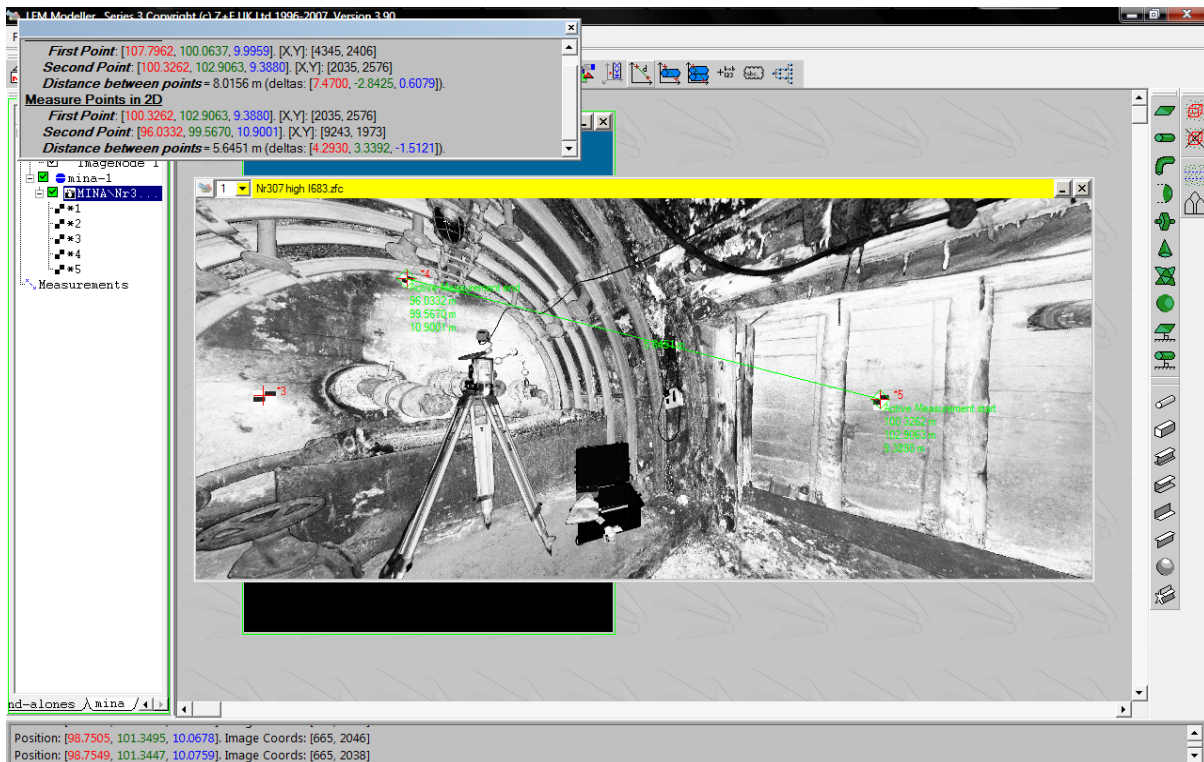 LFM Modeller Series 3 Copyright (c) Z+F UK Ltd 1996-2007 Version 3.90
First Point: [107.7962, 100.0637, 9.9959]. [X,Y]: [4345, 2406]
Second Point: [100.3262, 102.9063, 9.3880]. [X,Y]: [2035, 2576]
Distance between points = 8.0156 m (deltas: [7.4700, -2.8425, 0.6079]).
Measure Points in 2D
First Point: [100.3262, 102.9063, 9.3880]. [X,Y]: [2035, 2576]
Second Point: [96.0332, 99.5670, 10.9001]. [X,Y]: [9243, 1973]
Distance between points = 5.6451 m (deltas: [4.2930, 3.3392, -1.5121]).
ImageNode 1
mina-1
MINA\Nr3...
*1
*2
*3
*4
*5
Measurements
1 Nr307 high I683.zfc
*4
96.0332 m
99.5670 m
10.9001 m
*3
*5
Active Measurement start
nd-alones mina
Position: [98.7505, 101.3495, 10.0678]. Image Coords: [665, 2046]
Position: [98.7549, 101.3447, 10.0759]. Image Coords: [665, 2038]